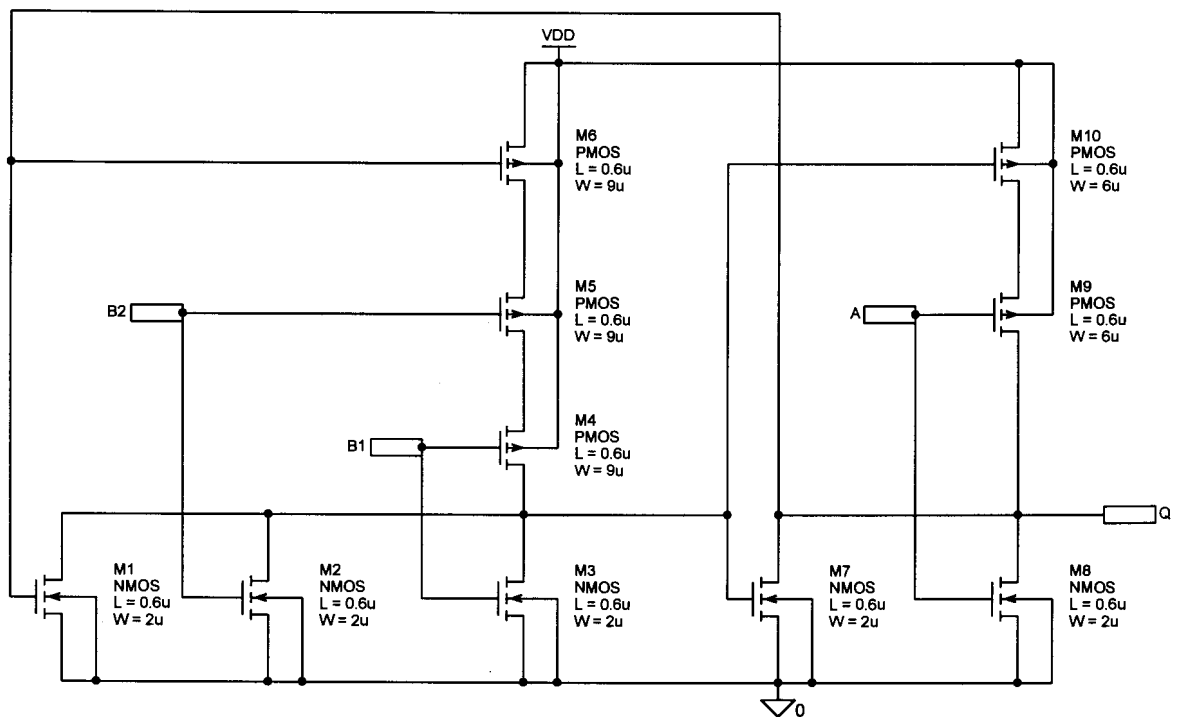 VDD
M6
PMOS
L = 0.6u
W = 9u
M10
PMOS
L = 0.6u
W = 6u
B2
M5
PMOS
L = 0.6u
W = 9u
A
M9
PMOS
L = 0.6u
W = 6u
B1
M4
PMOS
L = 0.6u
W = 9u
Q
M1
NMOS
L = 0.6u
W = 2u
M2
NMOS
L = 0.6u
W = 2u
M3
NMOS
L = 0.6u
W = 2u
M7
NMOS
L = 0.6u
W = 2u
M8
NMOS
L = 0.6u
W = 2u
0